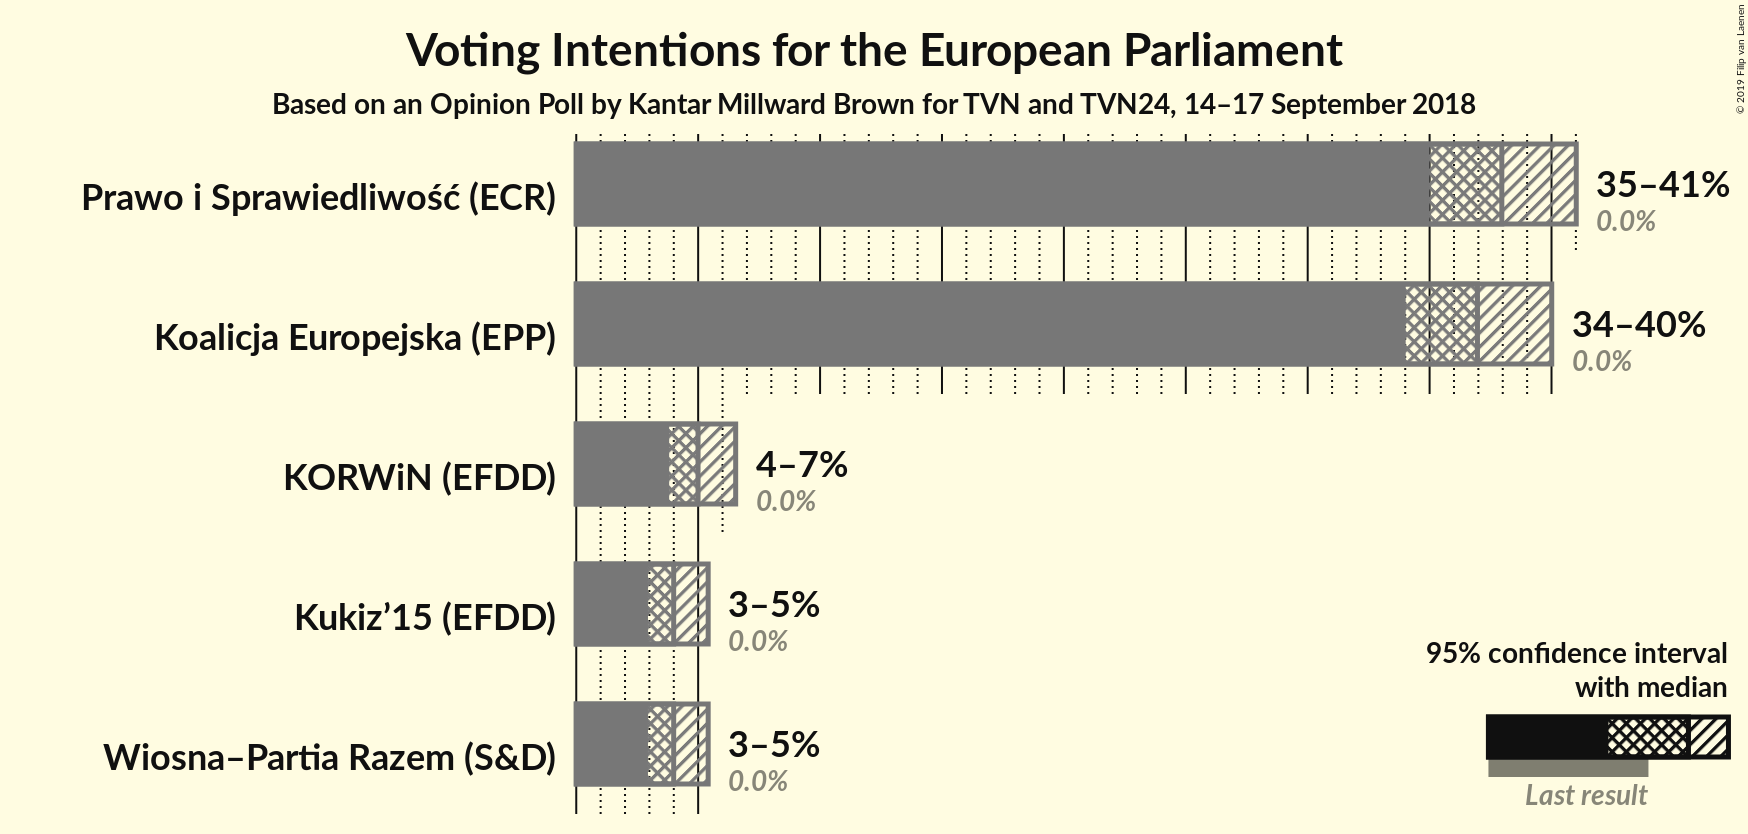 Voting Intentions for the European Parliament
Based on an Opinion Poll by Kantar Millward Brown for TVN and TVN24, 14–17 September 2018
© 2019 Filip van Laenen
Prawo i Sprawiedliwość (ECR)
35–41%
0.0%
Koalicja Europejska (EPP)
34–40%
0.0%
KORWiN (EFDD)
4–7%
0.0%
Kukiz’15 (EFDD)
3–5%
0.0%
Wiosna–Partia Razem (S&D)
3–5%
0.0%
95% confidence interval
with median
Last result